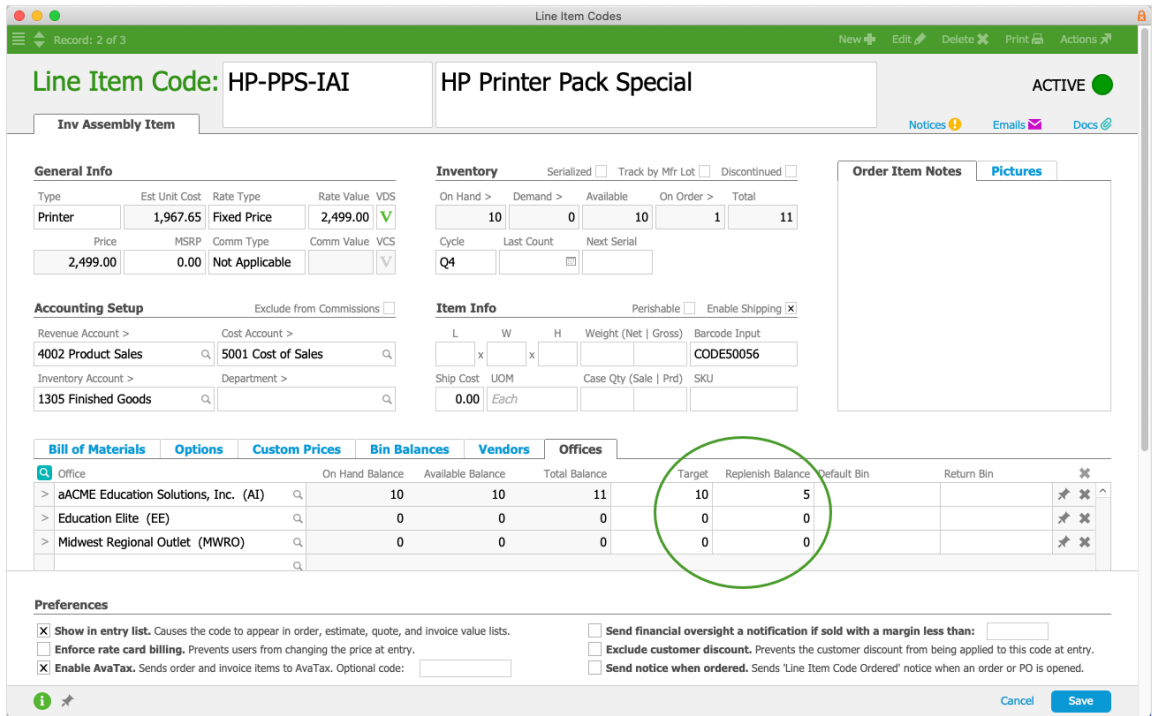 Line Item Codes
Record: 2 of 3 New Edit Delete Print Actions
Line Item Code: HP-PPS-IAI HP Printer Pack Special ACTIVE
Inv Assembly Item Notices Emails Docs
General Info Inventory Serialized Track by Mfr Lot Discontinued Order Item Notes Pictures
Type Est Unit Cost Rate Type Rate Value VDS On Hand > Demand > Available On Order > Total
Printer 1,967.65 Fixed Price 2,499.00 V 10 0 10 1 11
Price MSRP Comm Type Comm Value VCS Cycle Last Count Next Serial
2,499.00 0.00 Not Applicable V Q4
Accounting Setup Exclude from Commissions Item Info Perishable Enable Shipping x
Revenue Account > Cost Account > L W H Weight (Net | Gross) Barcode Input
4002 Product Sales 5001 Cost of Sales x x CODE50056
Inventory Account > Department > Ship Cost UOM Case Qty (Sale | Prd) SKU
1305 Finished Goods 0.00 Each
Bill of Materials Options Custom Prices Bin Balances Vendors Offices
Office On Hand Balance Available Balance Total Balance Target Replenish Balance Default Bin Return Bin
> aACME Education Solutions, Inc. (AI) 10 10 11 10 5
> Education Elite (EE) 0 0 0 0 0
> Midwest Regional Outlet (MWRO) 0 0 0 0 0
Preferences
X Show in entry list. Causes the code to appear in order, estimate, quote, and invoice value lists. Send financial oversight a notification if sold with a margin less than:
Enforce rate card billing. Prevents users from changing the price at entry. Exclude customer discount. Prevents the customer discount from being applied to this code at entry.
X Enable AvaTax. Sends order and invoice items to AvaTax. Optional code: Send notice when ordered. Sends 'Line Item Code Ordered' notice when an order or PO is opened.
Cancel Save